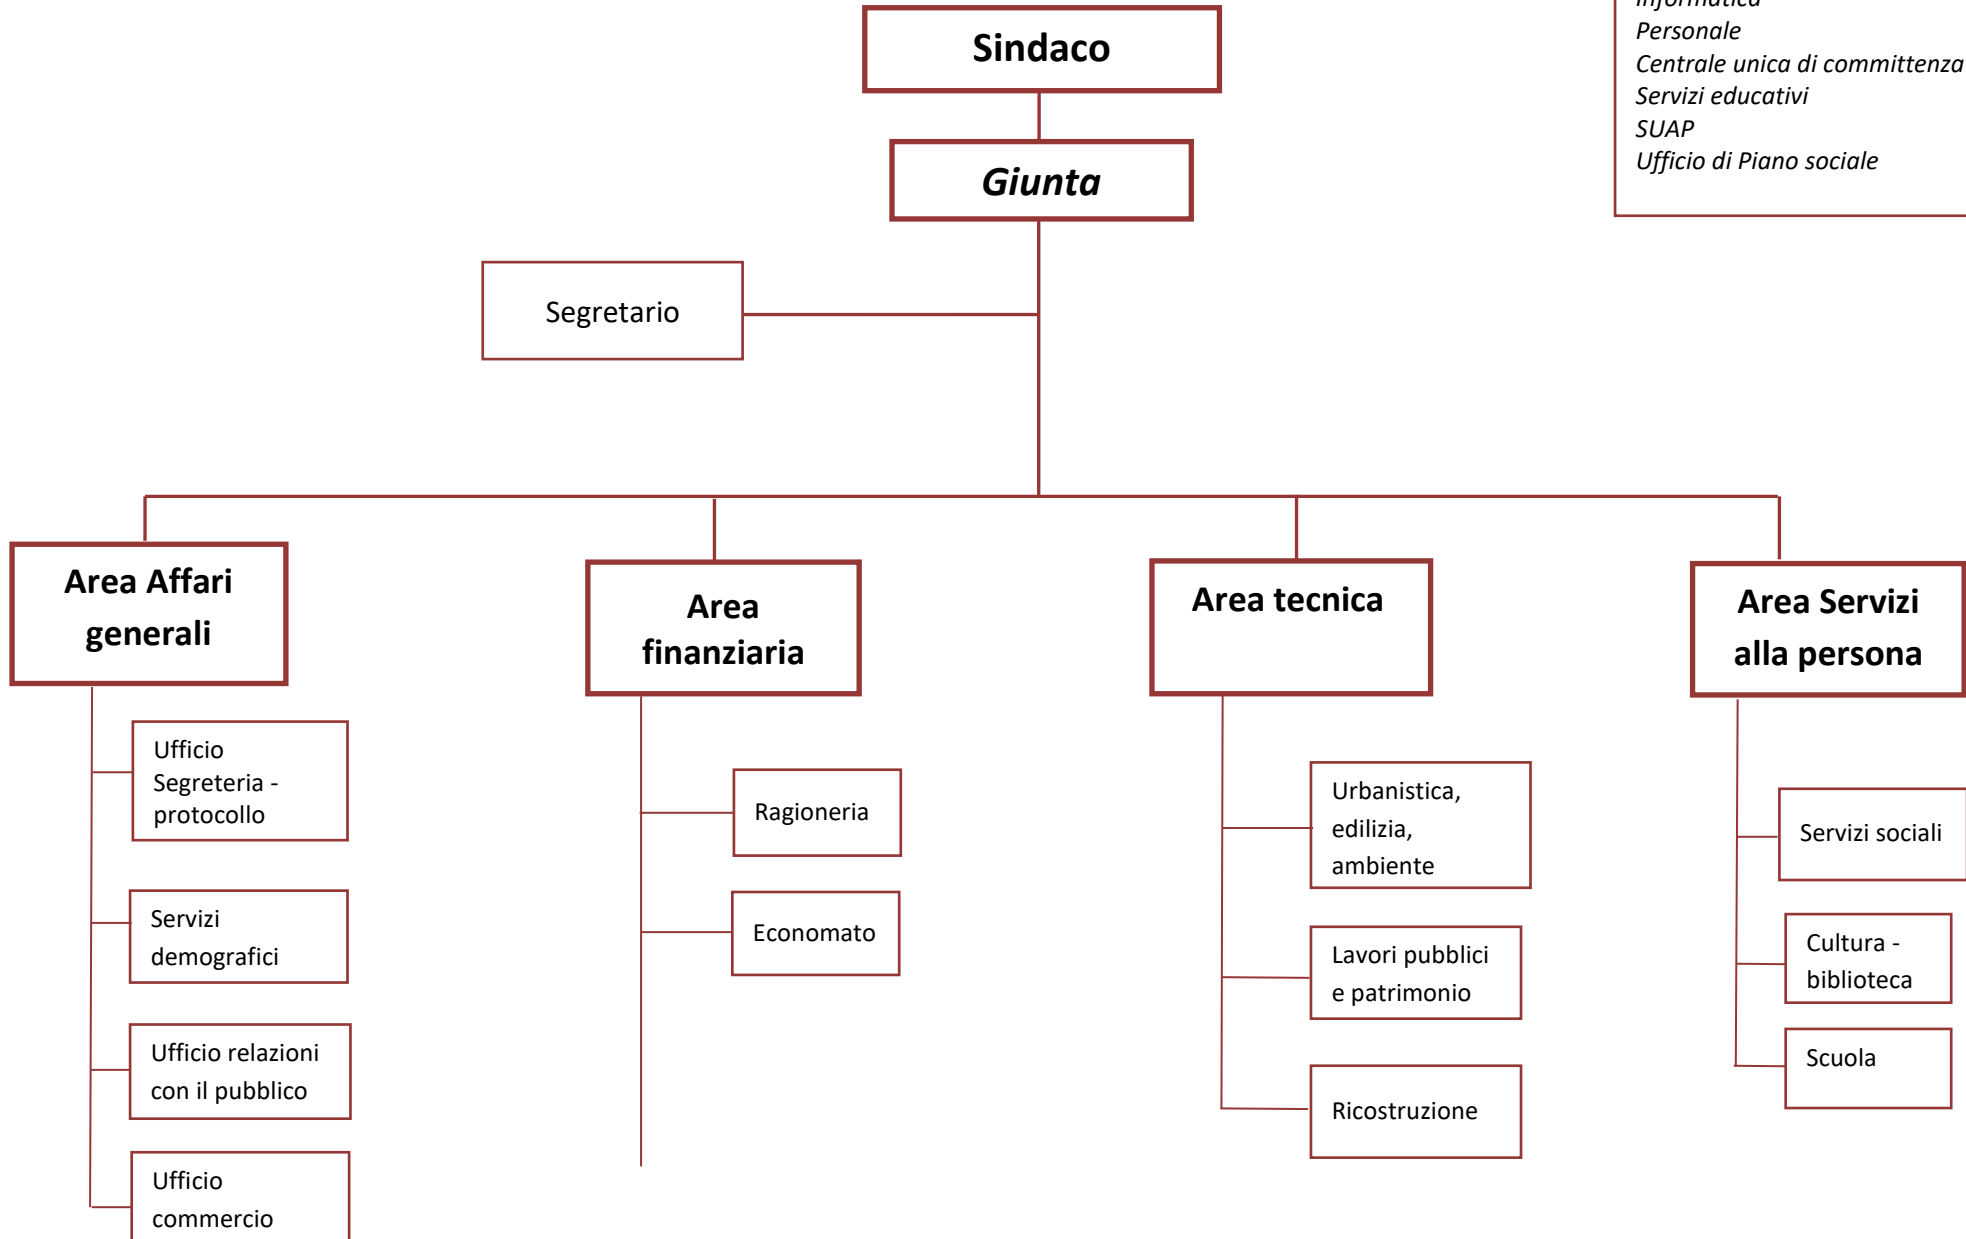 Informatica
Personale
Centrale unica di committenza
Servizi educativi
SUAP
Ufficio di Piano sociale
Sindaco
Giunta
Segretario
Area Affari
generali
Ufficio
Segreteria -
protocollo
Servizi
demografici
Ufficio relazioni
con il pubblico
Ufficio
commercio
Area
finanziaria
Ragioneria
Economato
Area tecnica
Urbanistica,
edilizia,
ambiente
Lavori pubblici
e patrimonio
Ricostruzione
Area Servizi
alla persona
Servizi sociali
Cultura -
biblioteca
Scuola